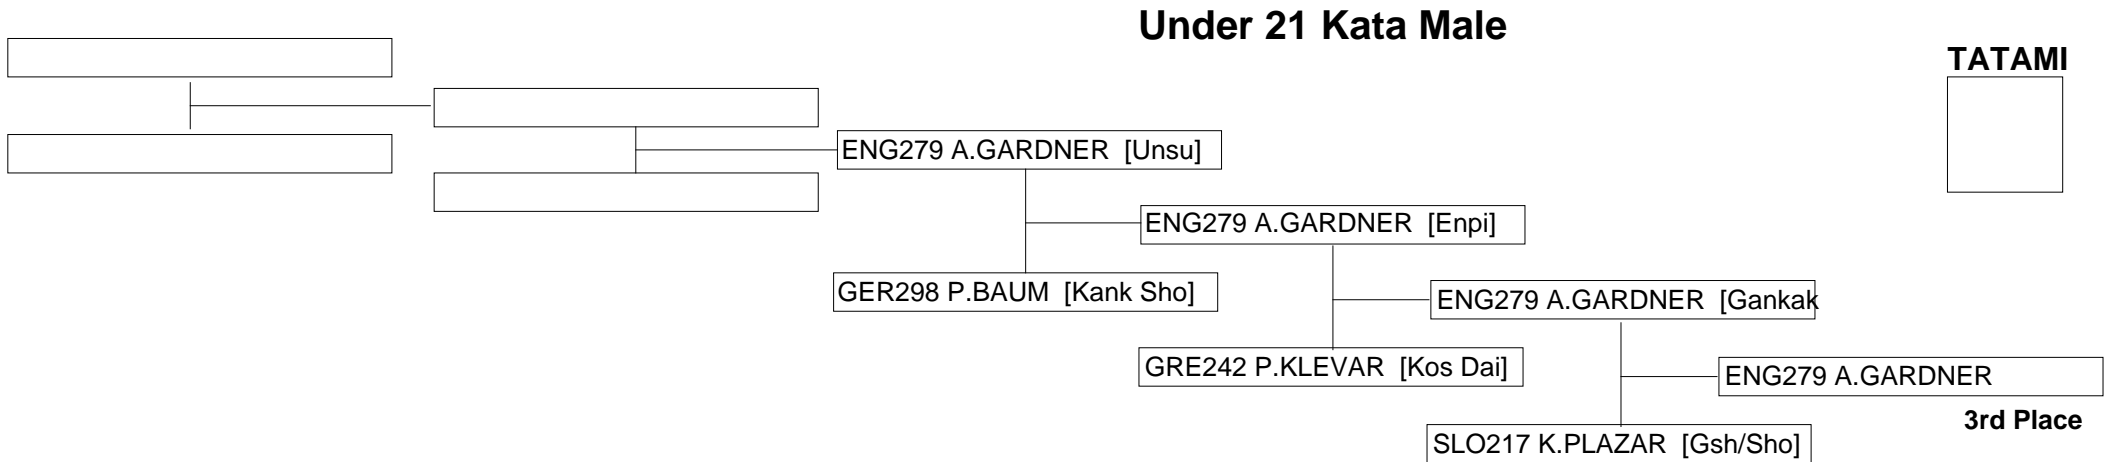 Under 21 Kata Male
TATAMI
ENG279 A.GARDNER [Unsu]
ENG279 A.GARDNER [Enpi]
GER298 P.BAUM [Kank Sho]
ENG279 A.GARDNER [Gankak
GRE242 P.KLEVAR [Kos Dai]
ENG279 A.GARDNER
3rd Place
SLO217 K.PLAZAR [Gsh/Sho]